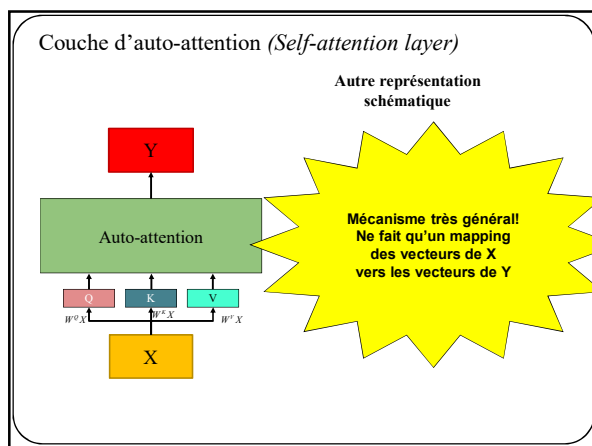 Couche d'auto-attention (Self-attention layer)
Autre représentation
schématique
Y
Auto-attention
Q
K
V
W^Q X
W^K X
W^V X
X
Mécanisme très général!
Ne fait qu'un mapping
des vecteurs de X
vers les vecteurs de Y